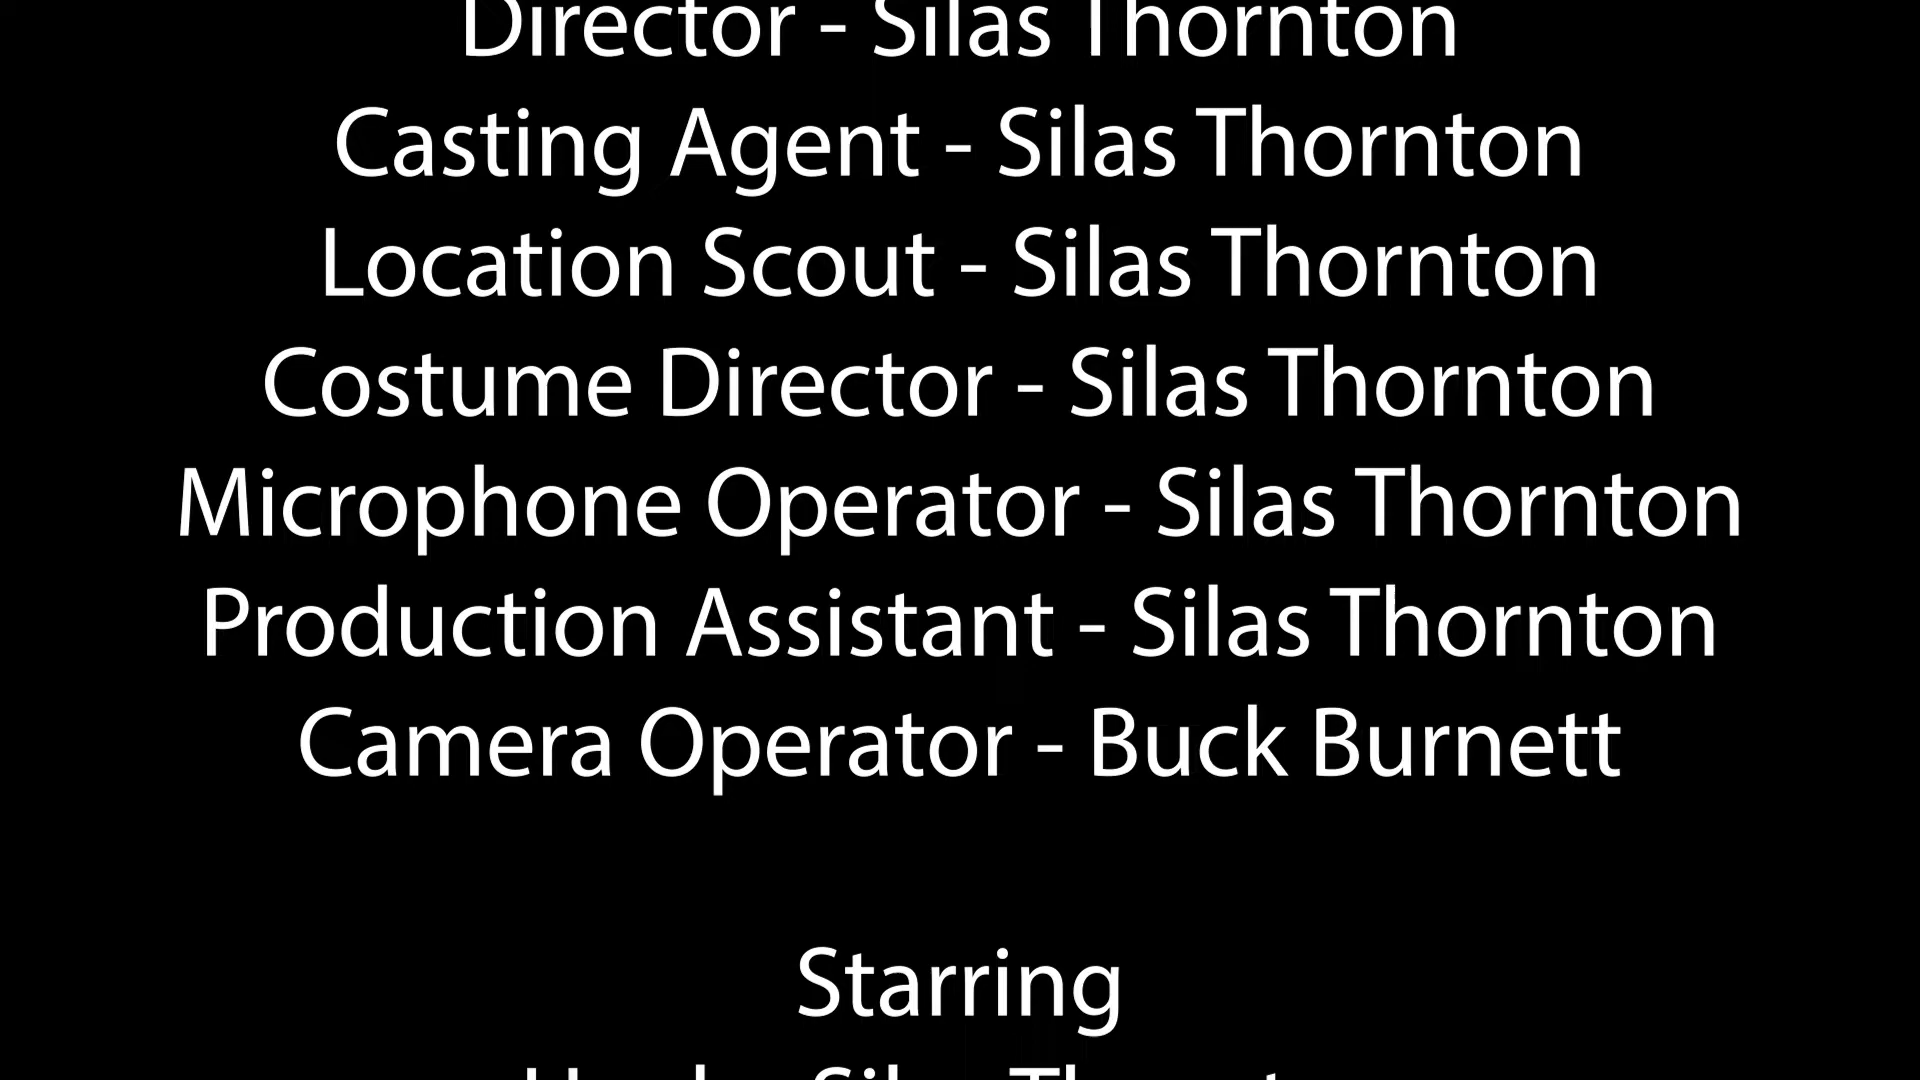 Director - Silas Thornton
Casting Agent - Silas Thornton
Location Scout - Silas Thornton
Costume Director - Silas Thornton
Microphone Operator - Silas Thornton
Production Assistant - Silas Thornton
Camera Operator - Buck Burnett
Starring